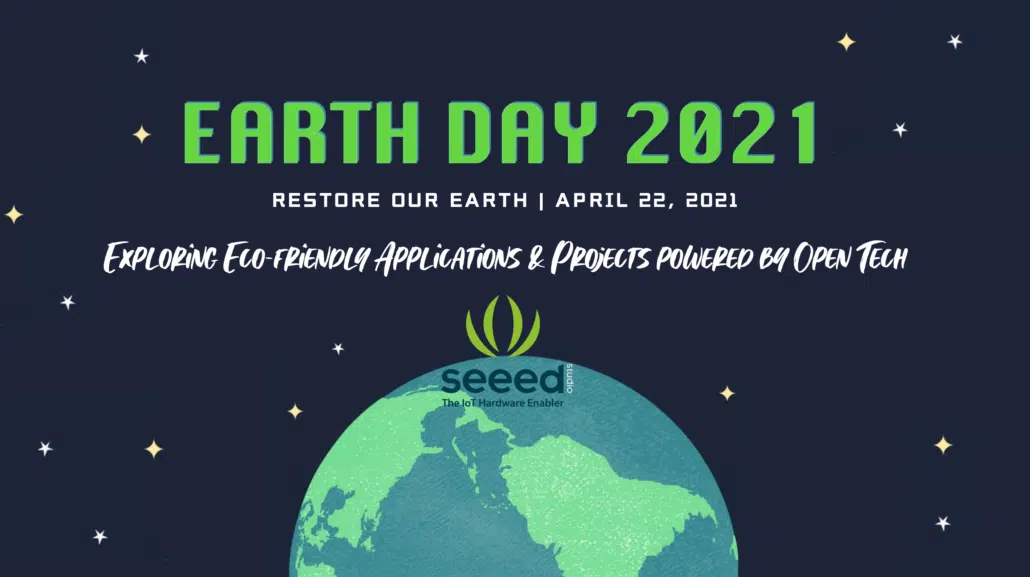 EARTH DAY 2021
RESTORE OUR EARTH | APRIL 22, 2021
Exploring Eco-friendly Applications & Projects powered by Open Tech
seeed studio
The IoT Hardware Enabler